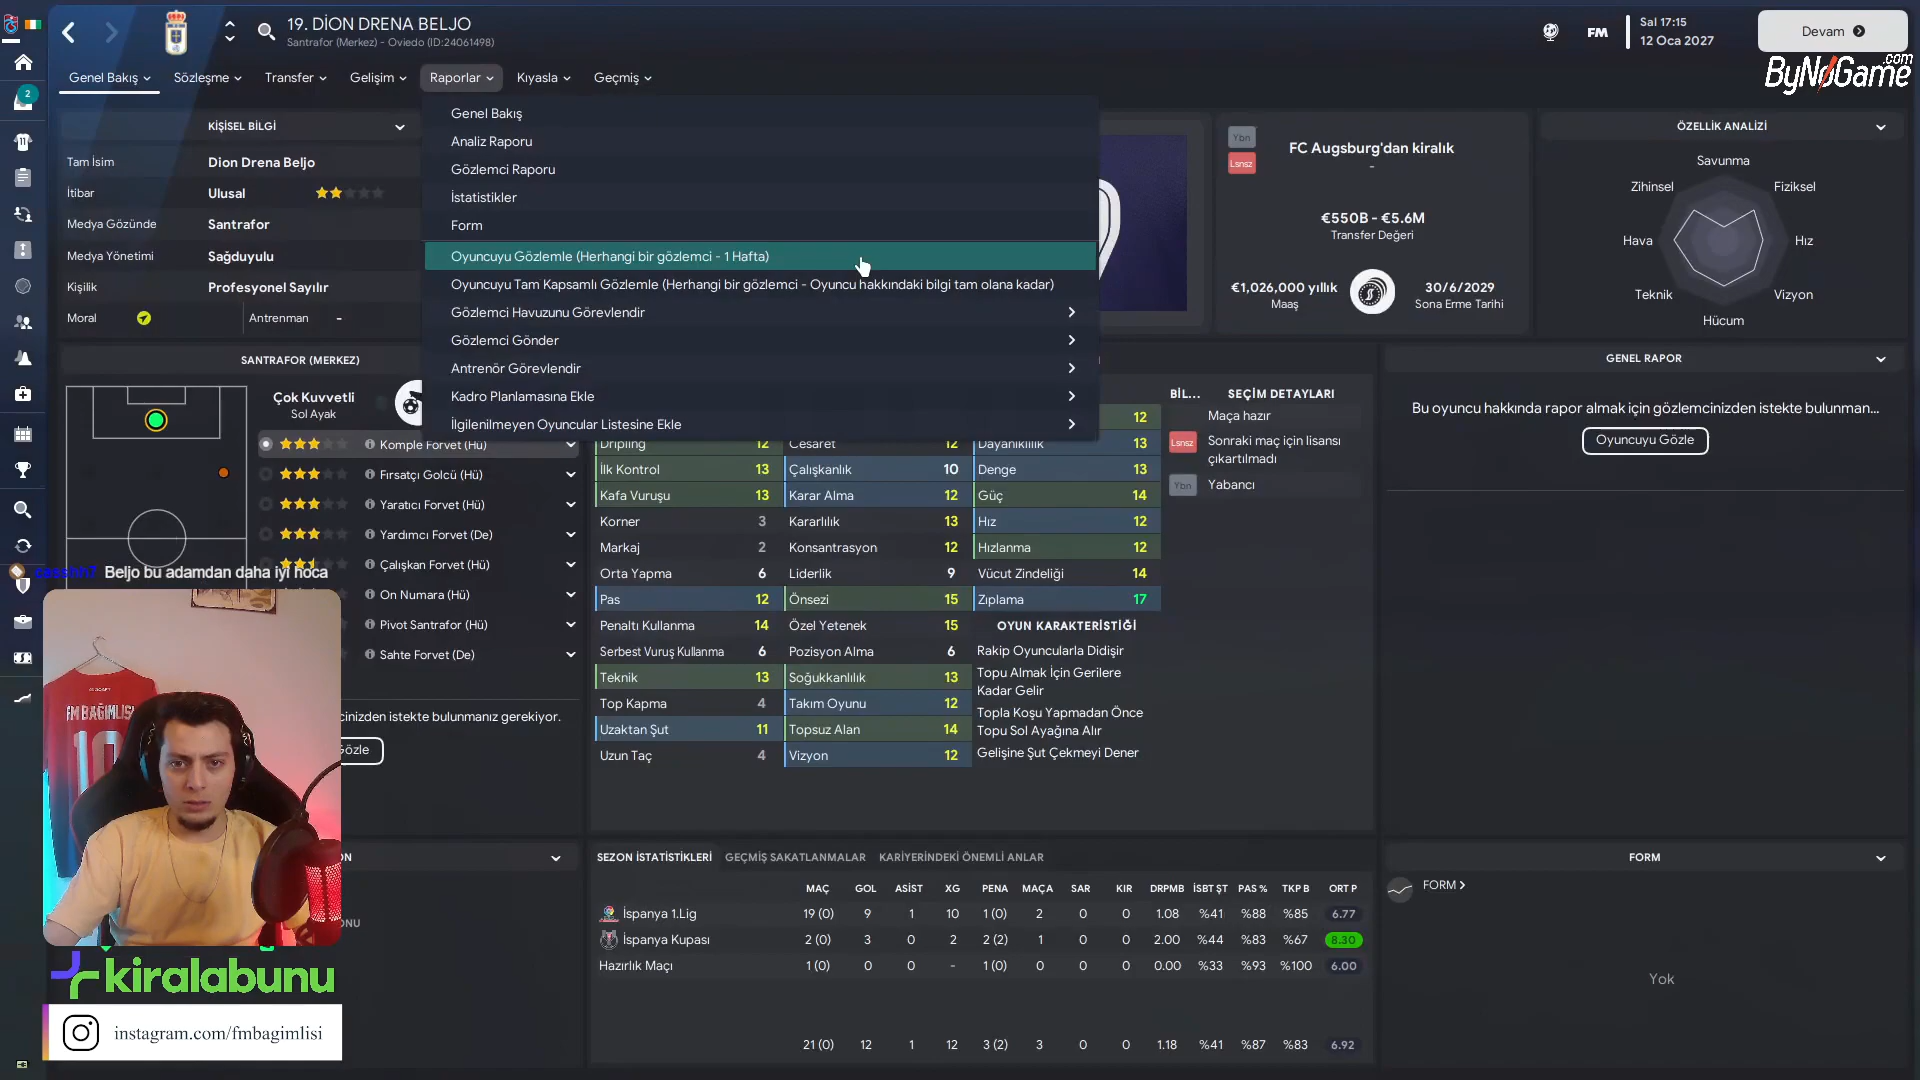 19. DİON DRENA BELJO
Santrafor (Merkez) - Oviedo (ID:24061498)
FM
Sal 17:15
12 Oca 2027
Devam
ByNoGame.com
2
Genel Bakış
Sözleşme
Transfer
Gelişim
Raporlar
Kıyasla
Geçmiş
Genel Bakış
Analiz Raporu
Gözlemci Raporu
İstatistikler
Form
Oyuncuyu Gözlemle (Herhangi bir gözlemci - 1 Hafta)
Oyuncuyu Tam Kapsamlı Gözlemle (Herhangi bir gözlemci - Oyuncu hakkındaki bilgi tam olana kadar)
Gözlemci Havuzunu Görevlendir
Gözlemci Gönder
Antrenör Görevlendir
Kadro Planlamasına Ekle
İlgilenilmeyen Oyuncular Listesine Ekle
KİŞİSEL BİLGİ
Tam İsim Dion Drena Beljo
İtibar Ulusal
Medya Gözünde Santrafor
Medya Yönetimi Sağduyulu
Kişilik Profesyonel Sayılır
Moral
Antrenman -
Ybn
Lsnsz
FC Augsburg'dan kiralık
-
€550B - €5.6M
Transfer Değeri
€1,026,000 yıllık
Maaş
30/6/2029
Sona Erme Tarihi
ÖZELLİK ANALİZİ
Savunma
Zihinsel
Fiziksel
Hava
Hız
Teknik
Vizyon
Hücum
SANTRAFOR (MERKEZ)
Çok Kuvvetli
Sol Ayak
Komple Forvet (Hü)
Fırsatçı Golcü (Hü)
Yaratıcı Forvet (Hü)
Yardımcı Forvet (De)
Çalışkan Forvet (Hü)
On Numara (Hü)
Pivot Santrafor (Hü)
Sahte Forvet (De)
casshh7 Beljo bu adamdan daha iyi hoca
cinizden istekte bulunmanız gerekiyor.
Gözle
FM BAĞIMLISI
10
12
Dripling 12 Cesaret 12 Dayanıklılık 13
İlk Kontrol 13 Çalışkanlık 10 Denge 13
Kafa Vuruşu 13 Karar Alma 12 Güç 14
Korner 3 Kararlılık 13 Hız 12
Markaj 2 Konsantrasyon 12 Hızlanma 12
Orta Yapma 6 Liderlik 9 Vücut Zindeliği 14
Pas 12 Önsezi 15 Zıplama 17
Penaltı Kullanma 14 Özel Yetenek 15
Serbest Vuruş Kullanma 6 Pozisyon Alma 6
Teknik 13 Soğukkanlılık 13
Top Kapma 4 Takım Oyunu 12
Uzaktan Şut 11 Topsuz Alan 14
Uzun Taç 4 Vizyon 12
OYUN KARAKTERİSTİĞİ
Rakip Oyuncularla Didişir
Topu Almak İçin Gerilere
Kadar Gelir
Topla Koşu Yapmadan Önce
Topu Sol Ayağına Alır
Gelişine Şut Çekmeyi Dener
BİL...
SEÇİM DETAYLARI
Maça hazır
Lsnsz
Sonraki maç için lisansı
çıkartılmadı
Ybn
Yabancı
GENEL RAPOR
Bu oyuncu hakkında rapor almak için gözlemcinizden istekte bulunman...
Oyuncuyu Gözle
ON
ONU
SEZON İSTATİSTİKLERİ
GEÇMİŞ SAKATLANMALAR
KARİYERİNDEKİ ÖNEMLİ ANLAR
MAÇ GOL ASİST XG PENA MAÇA SAR KIR DRPMB İSBT ŞT PAS % TKP B ORT P
İspanya 1.Lig 19 (0) 9 1 10 1 (0) 2 0 0 1.08 %41 %88 %85 6.77
İspanya Kupası 2 (0) 3 0 2 2 (2) 1 0 0 2.00 %44 %83 %67 8.30
Hazırlık Maçı 1 (0) 0 0 - 1 (0) 0 0 0 0.00 %33 %93 %100 6.00
21 (0) 12 1 12 3 (2) 3 0 0 1.18 %41 %87 %83 6.92
FORM
FORM
Yok
kiralabunu
instagram.com/fmbagimlisi